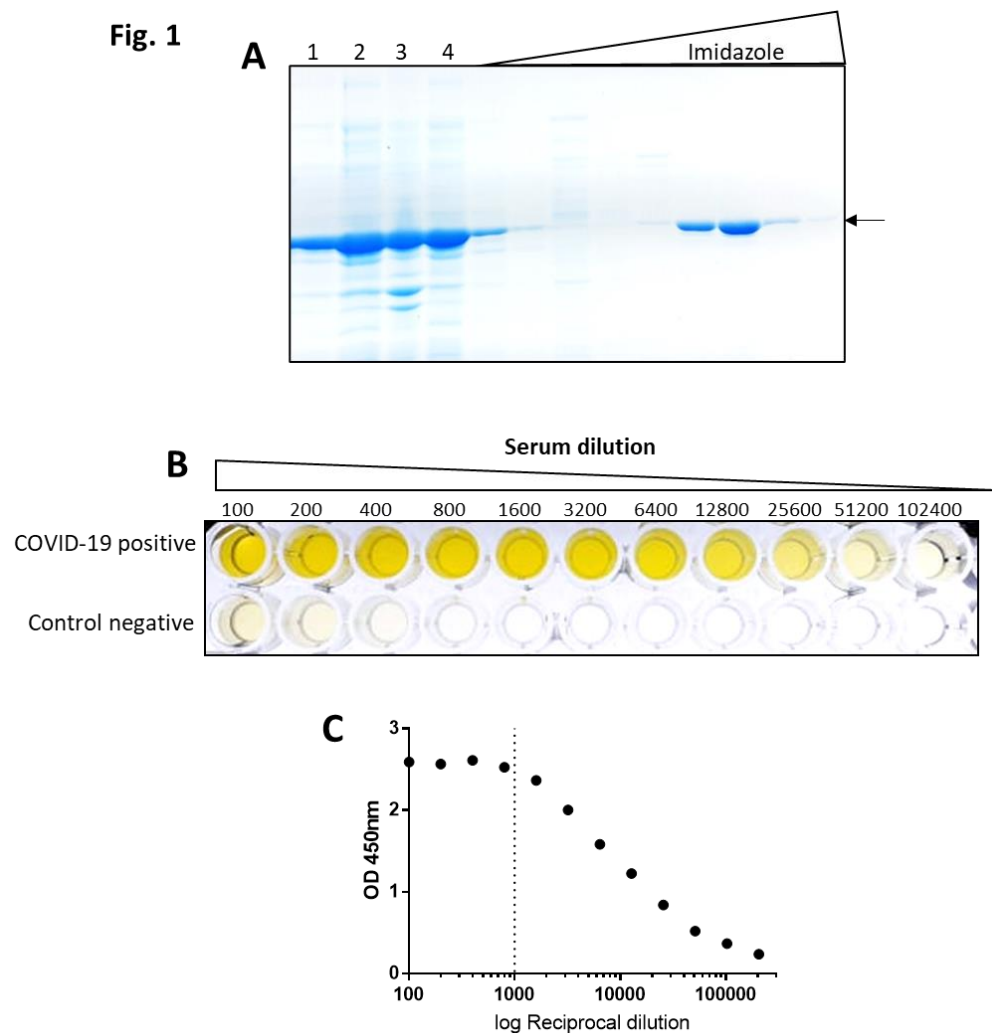 Fig. 1
A
1 2 3 4 Imidazole
B
Serum dilution
100 200 400 800 1600 3200 6400 12800 25600 51200 102400
COVID-19 positive
Control negative
C
3
2
1
0
OD 450nm
100 1000 10000 100000
log Reciprocal dilution